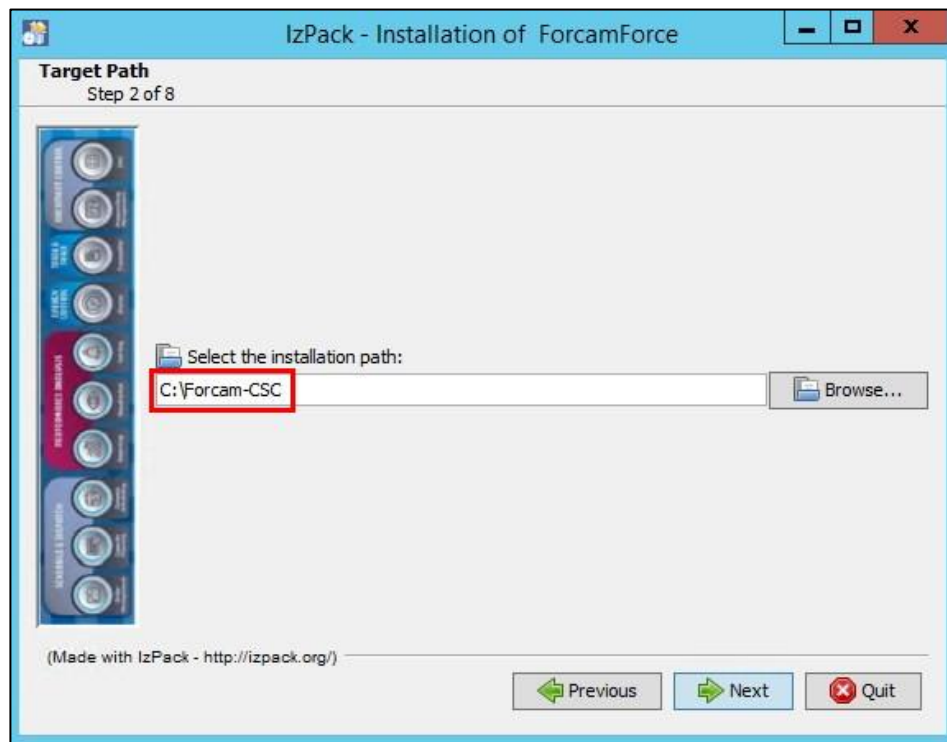 IzPack - Installation of ForcamForce
Target Path
Step 2 of 8
Select the installation path:
C:\Forcam-CSC
Browse...
(Made with IzPack - http://izpack.org/)
Previous
Next
Quit